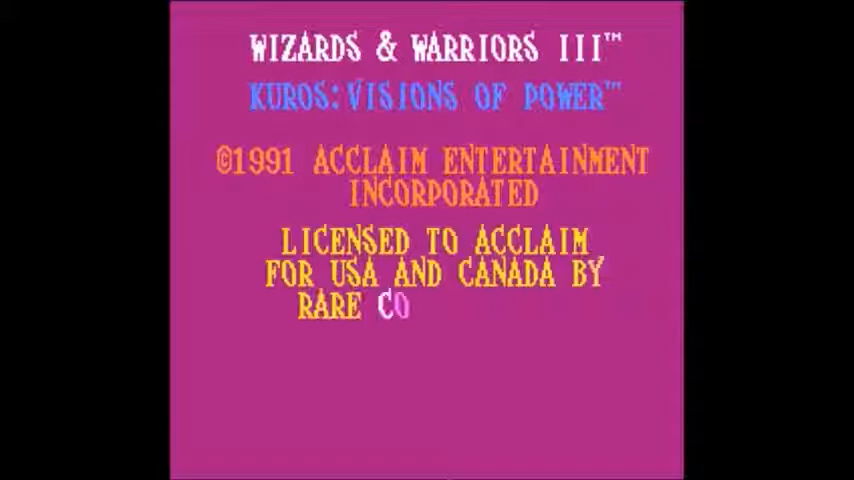 WIZARDS & WARRIORS III™
KUROS:VISIONS OF POWER™
©1991 ACCLAIM ENTERTAINMENT
INCORPORATED
LICENSED TO ACCLAIM
FOR USA AND CANADA BY
RARE CO